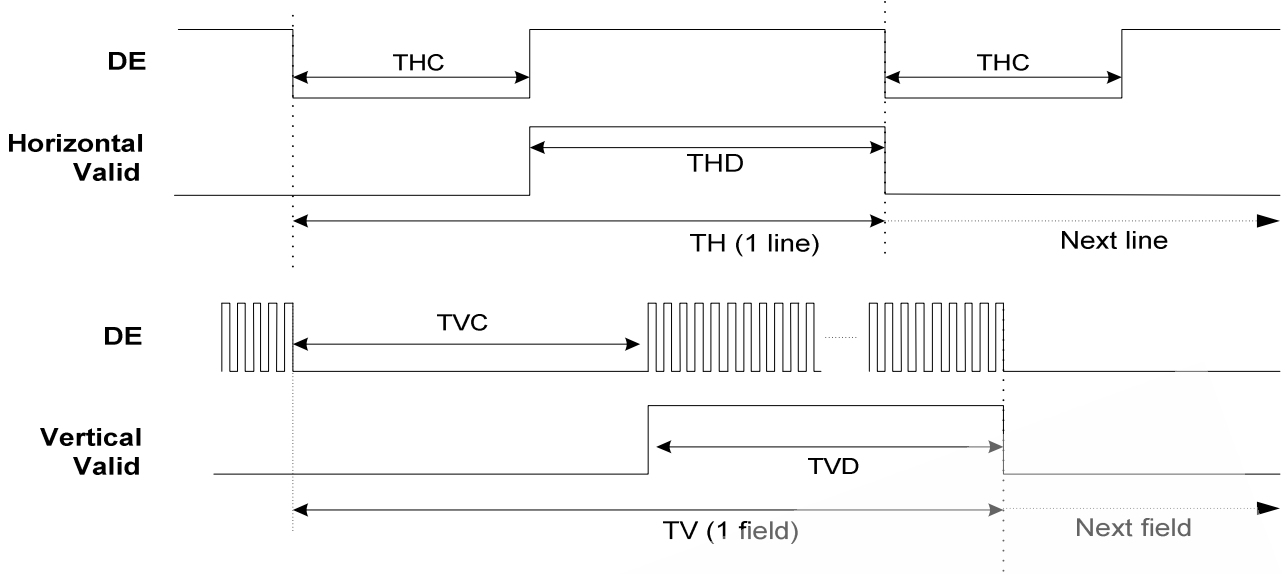 DE
THC
THC
Horizontal
Valid
THD
TH (1 line)
Next line
DE
TVC
Vertical
Valid
TVD
TV (1 field)
Next field